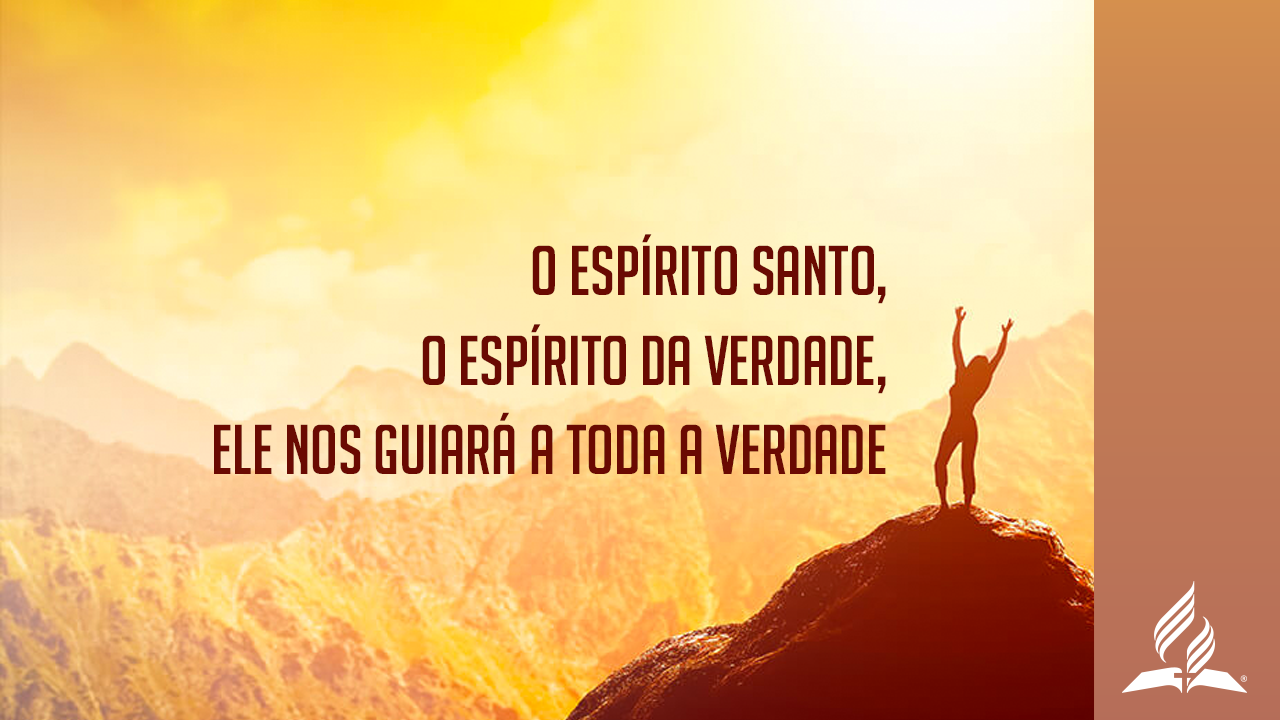 O ESPÍRITO SANTO,
O ESPÍRITO DA VERDADE,
ELE NOS GUIARÁ A TODA A VERDADE
®